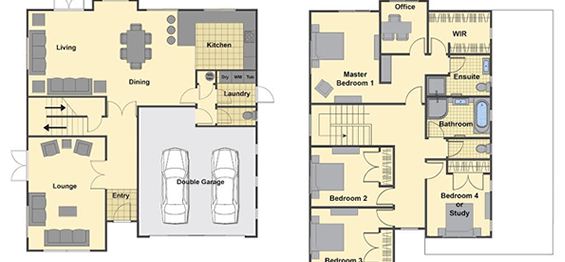 Living
Dining
Kitchen
Dry WM Tub
Laundry
Double Garage
Lounge
Entry
Office
WIR
Master
Bedroom 1
Ensuite
Bathroom
Bedroom 2
Bedroom 4
or
Study
Bedroom 3